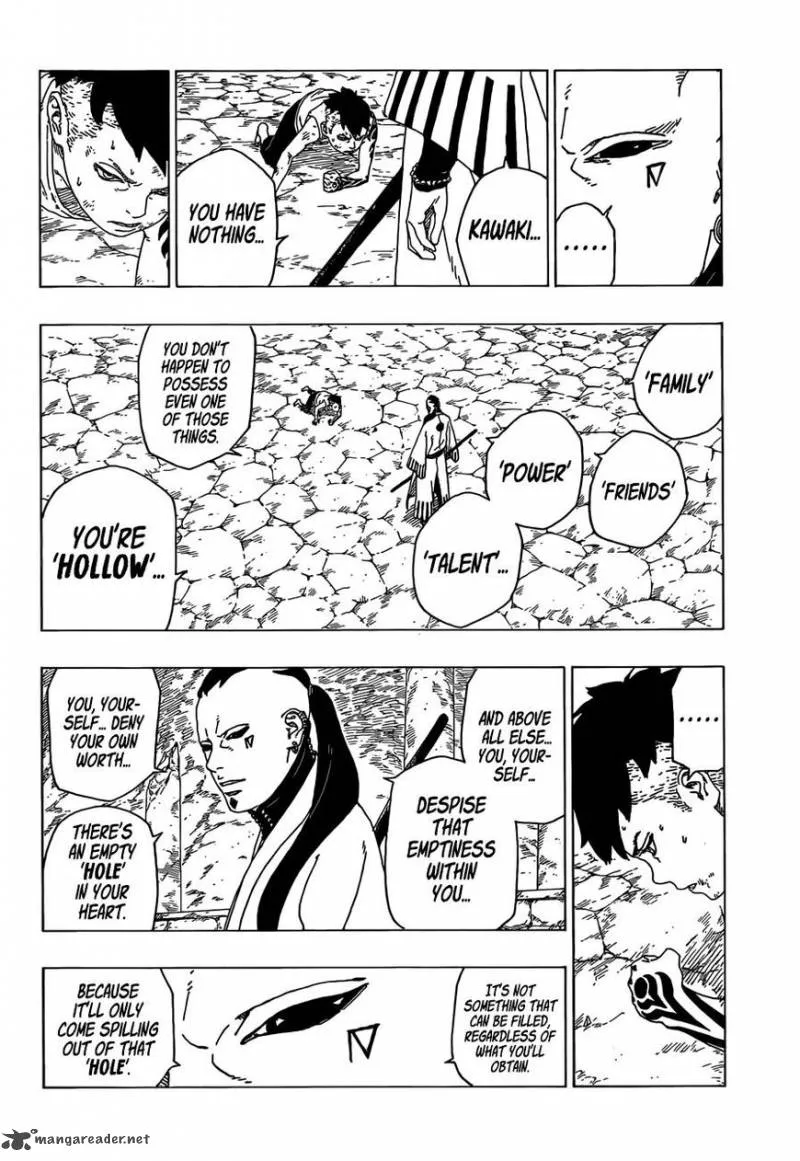 .....
KAWAKI...
YOU HAVE
NOTHING...
'FAMILY'
'FRIENDS'
'POWER'
'TALENT'...
YOU DON'T
HAPPEN TO
POSSESS
EVEN ONE
OF THOSE
THINGS.
YOU'RE
'HOLLOW'...
.....
AND ABOVE
ALL ELSE...
YOU, YOUR-
SELF...
DESPISE
THAT
EMPTINESS
WITHIN
YOU...
YOU, YOUR-
SELF... DENY
YOUR OWN
WORTH...
THERE'S
AN EMPTY
'HOLE'
IN YOUR
HEART.
IT'S NOT
SOMETHING THAT
CAN BE FILLED,
REGARDLESS OF
WHAT YOU'LL
OBTAIN.
BECAUSE
IT'LL ONLY
COME SPILLING
OUT OF THAT
'HOLE'.
mangareader.net